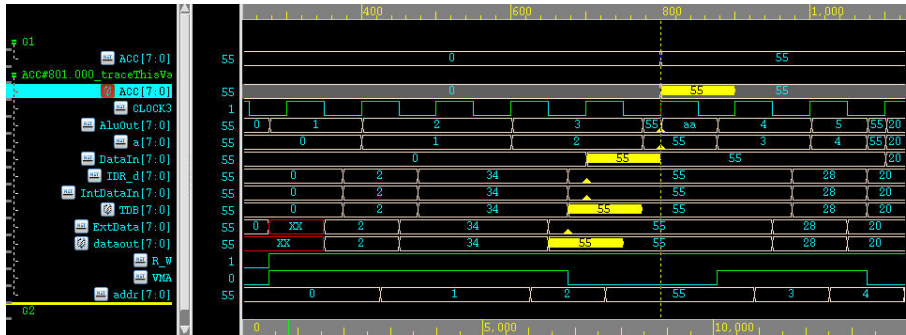 400 600 800 1,000
G1
ACC[7:0] 55 0 55
ACC#801.000_traceThisVa
ACC[7:0] 55 0 55 55
CLOCK3 1
AluOut[7:0] 55 0 1 2 3 55 aa 4 5 55 20
a[7:0] 55 0 1 2 55 3 4 55 20
DataIn[7:0] 55 0 55 55 20
IDR_d[7:0] 55 0 2 34 55 28 20
IntDataIn[7:0] 55 0 2 34 55 28 20
TDB[7:0] 55 0 2 34 55 55 28 20
ExtData[7:0] 55 0 XX 2 34 55 28 20
dataout[7:0] 55 XX 2 34 55 55 28 20
R_W 1
VMA 0
addr[7:0] 55 0 1 2 55 3 4
G2
0 5,000 10,000